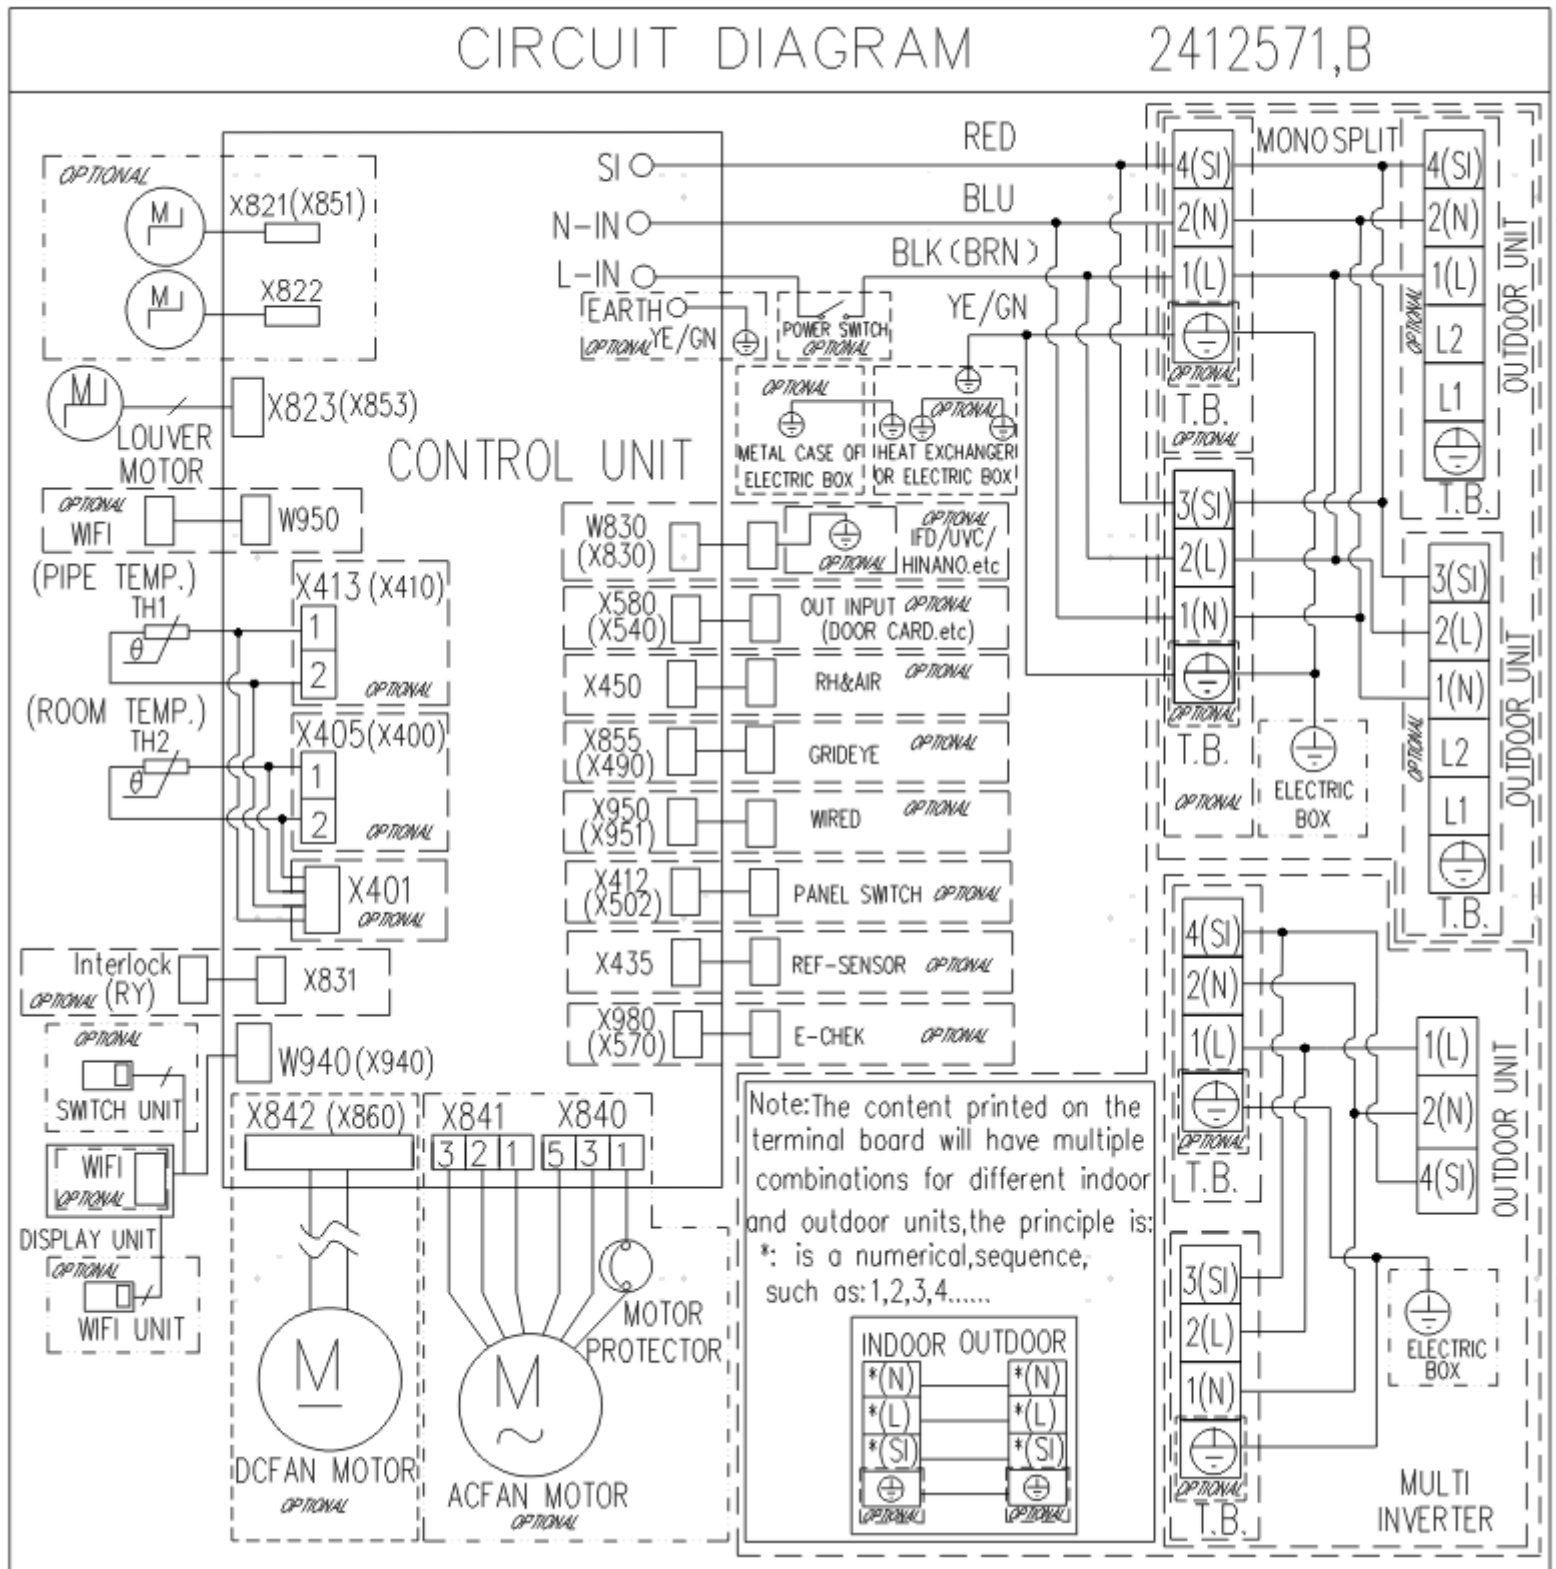 CIRCUIT DIAGRAM 2412571,B
OPTIONAL
M
X821(X851)
M
X822
M
LOUVER
MOTOR
X823(X853)
CONTROL UNIT
OPTIONAL
WIFI
W950
(PIPE TEMP.)
TH1
θ
X413(X410)
1
2
OPTIONAL
(ROOM TEMP.)
TH2
θ
X405(X400)
1
2
OPTIONAL
X401
OPTIONAL
Interlock
OPTIONAL (RY)
X831
OPTIONAL
SWITCH UNIT
W940(X940)
WIFI
OPTIONAL
DISPLAY UNIT
OPTIONAL
WIFI UNIT
X842 (X860)
M
DCFAN MOTOR
OPTIONAL
X841 X840
3 2 1 5 3 1
MOTOR
PROTECTOR
M
ACFAN MOTOR
OPTIONAL
SI
RED
N-IN
BLU
L-IN
BLK(BRN)
EARTH
OPTIONAL YE/GN
POWER SWITCH
OPTIONAL
YE/GN
OPTIONAL
METAL CASE OF
ELECTRIC BOX
OPTIONAL
HEAT EXCHANGER
OR ELECTRIC BOX
W830
(X830)
OPTIONAL
OPTIONAL
IFD/UVC/
HINANO.etc
X580
(X540)
OUT INPUT OPTIONAL
(DOOR CARD.etc)
X450
RH&AIR OPTIONAL
X855
(X490)
GRIDEYE OPTIONAL
X950
(X951)
WIRED OPTIONAL
X412
(X502)
PANEL SWITCH OPTIONAL
X435
REF-SENSOR OPTIONAL
X980
(X570)
E-CHEK OPTIONAL
MONO SPLIT
4(SI)
2(N)
1(L)
OPTIONAL
T.B.
OPTIONAL
4(SI)
2(N)
1(L)
L2
L1
T.B.
OPTIONAL
OUTDOOR UNIT
3(SI)
2(L)
1(N)
OPTIONAL
T.B.
OPTIONAL
ELECTRIC
BOX
3(SI)
2(L)
1(N)
L2
L1
T.B.
OPTIONAL
OUTDOOR UNIT
4(SI)
2(N)
1(L)
OPTIONAL
T.B.
1(L)
2(N)
4(SI)
OUTDOOR UNIT
3(SI)
2(L)
1(N)
OPTIONAL
T.B.
ELECTRIC
BOX
MULTI
INVERTER
Note:The content printed on the
terminal board will have multiple
combinations for different indoor
and outdoor units,the principle is:
*: is a numerical,sequence,
such as:1,2,3,4......
INDOOR OUTDOOR
*(N) *(N)
*(L) *(L)
*(SI) *(SI)
OPTIONAL OPTIONAL